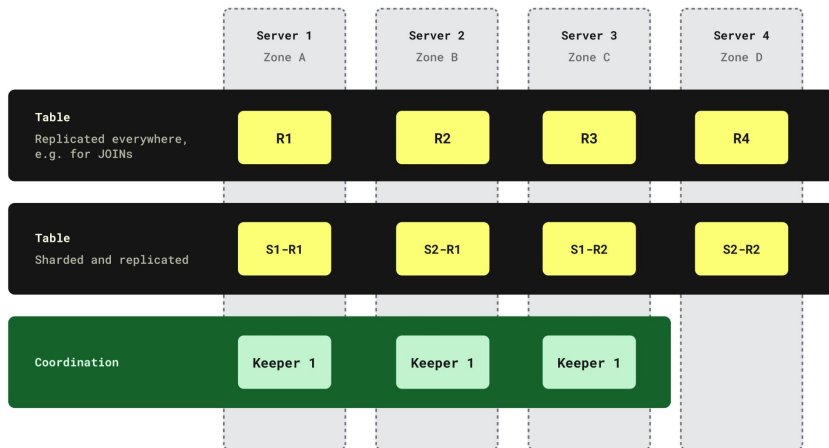 Server 1
Server 2
Server 3
Server 4
Zone A
Zone B
Zone C
Zone D
Table
Replicated everywhere,
e.g. for JOINs
R1
R2
R3
R4
Table
Sharded and replicated
S1-R1
S2-R1
S1-R2
S2-R2
Coordination
Keeper 1
Keeper 1
Keeper 1